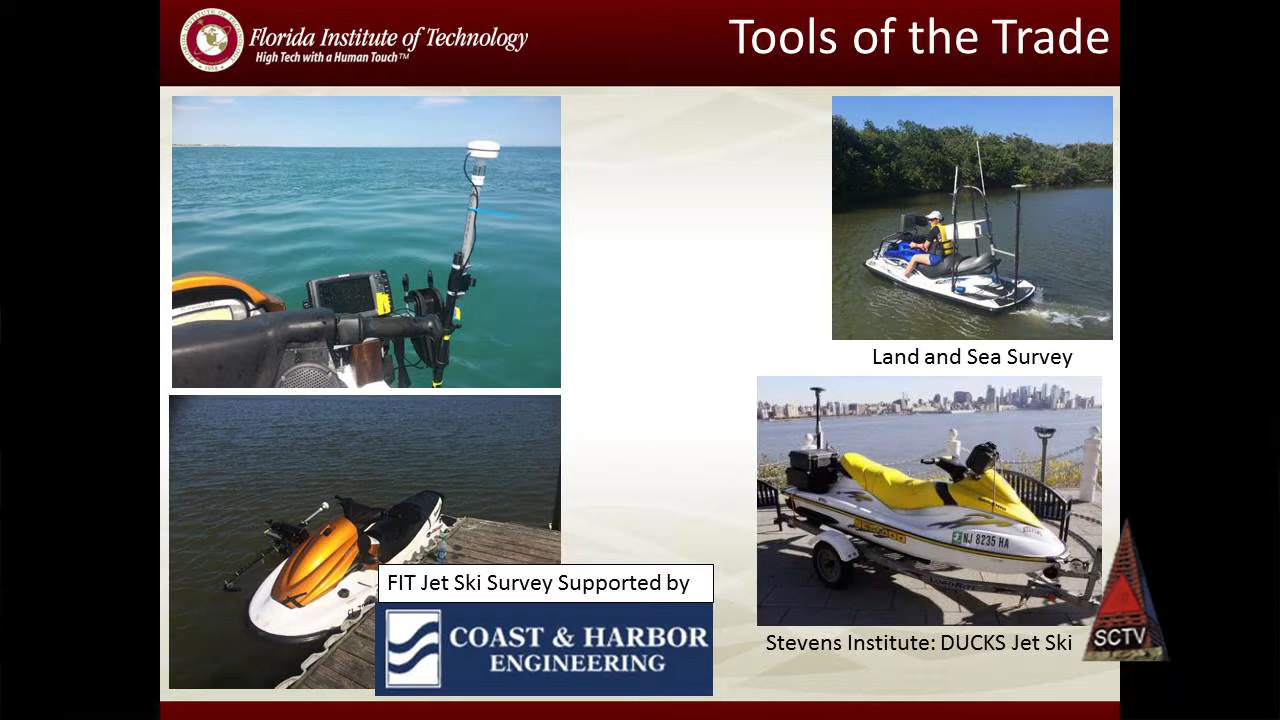 Florida Institute of Technology
High Tech with a Human Touch™
Tools of the Trade
Land and Sea Survey
NJ 8235 HA
FIT Jet Ski Survey Supported by
COAST & HARBOR
ENGINEERING
Stevens Institute: DUCKS Jet Ski
SCTV